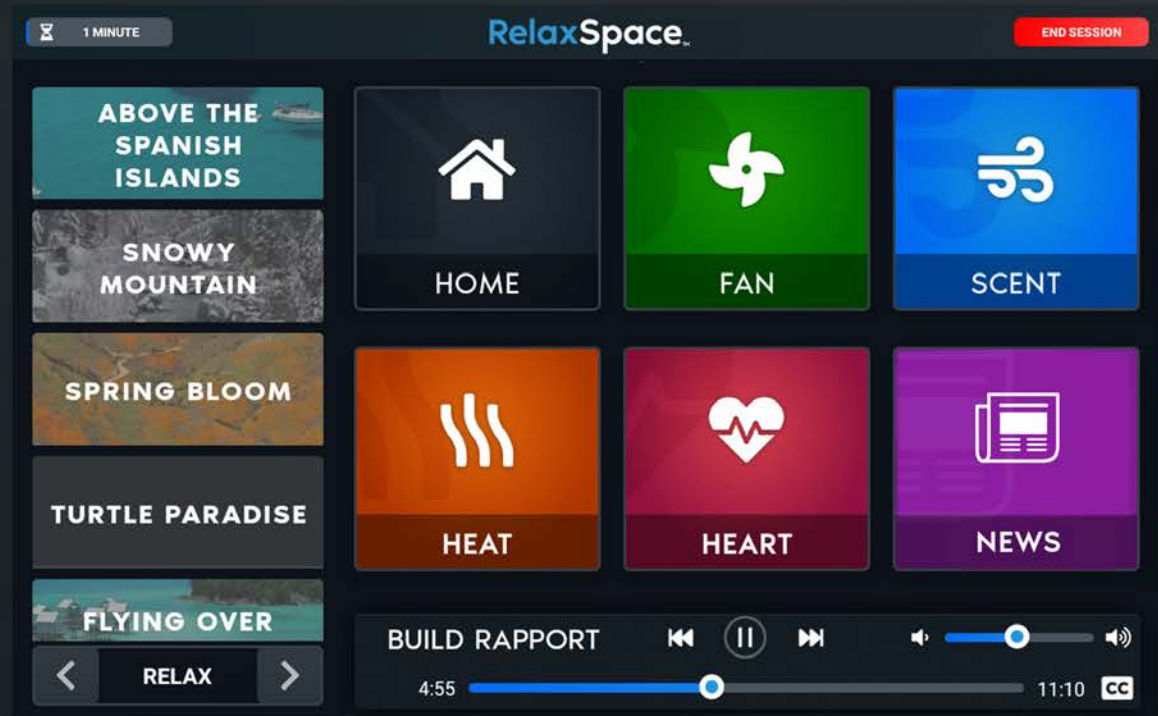 1 MINUTE
RelaxSpace™
END SESSION
ABOVE THE
SPANISH
ISLANDS
SNOWY
MOUNTAIN
SPRING BLOOM
TURTLE PARADISE
FLYING OVER
RELAX
HOME
FAN
SCENT
HEAT
HEART
NEWS
BUILD RAPPORT
4:55
11:10
CC